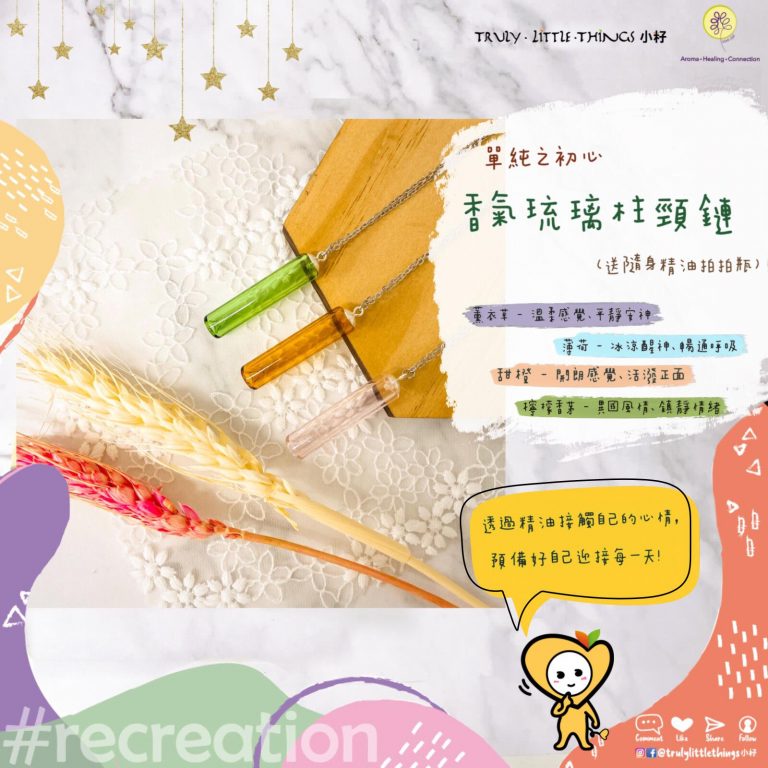 TRULY · LITTLE · THINGS 小籽
Aroma - Healing - Connection
單純之初心
香氣琉璃柱頸鏈
（送隨身精油拍拍瓶）
薰衣草 - 溫柔感覺、平靜安神
薄荷 - 冰涼醒神、暢通呼吸
甜橙 - 開朗感覺、活潑正面
檸檬香茅 - 異國風情、鎮靜情緒
透過精油接觸自己的心情，
預備好自己迎接每一天！
#recreation
Comment Like Share Follow
@trulylittlethings小籽